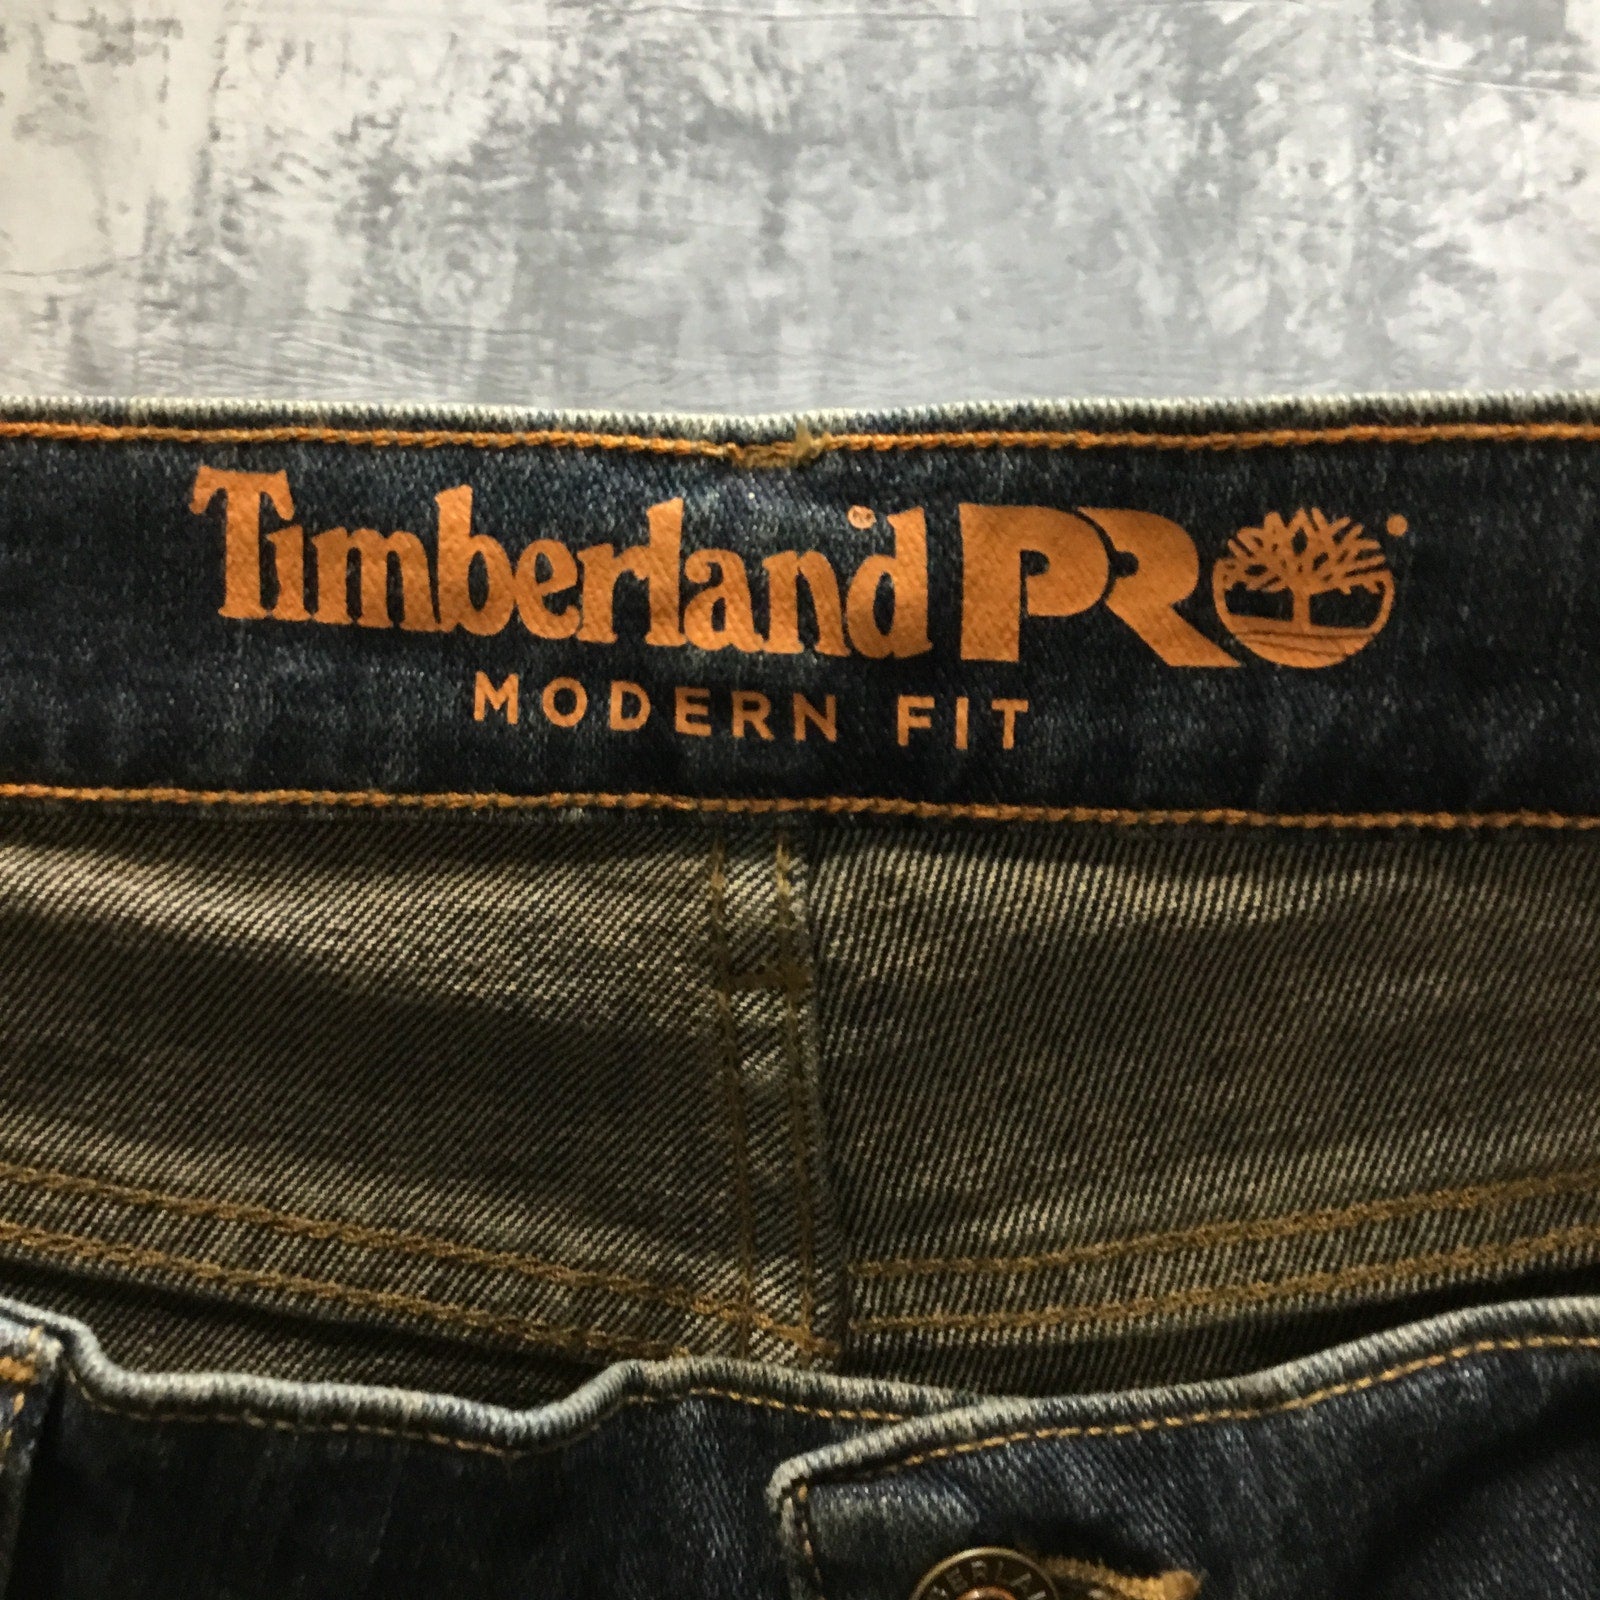 Timberland® PRO
MODERN FIT